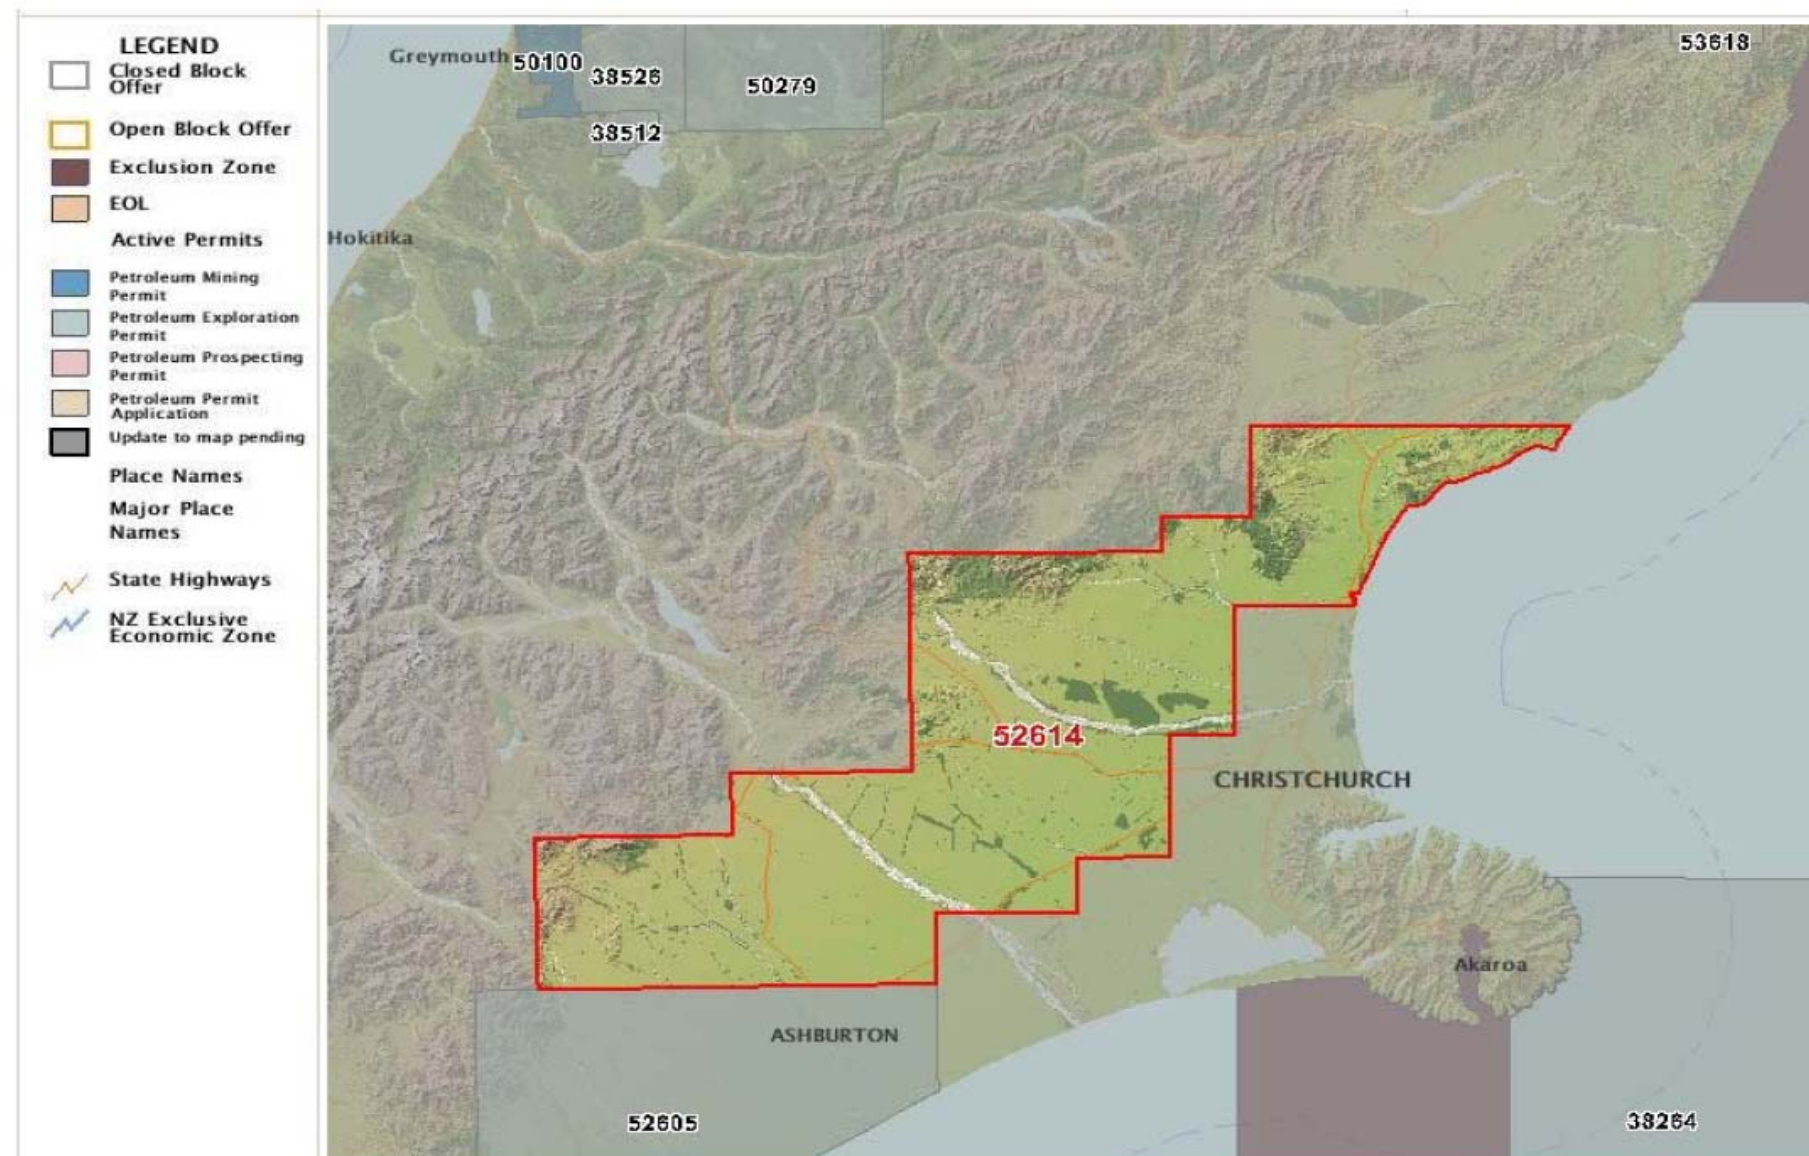 LEGEND
Closed Block
Offer
Open Block Offer
Exclusion Zone
EOL
Active Permits
Petroleum Mining
Permit
Petroleum Exploration
Permit
Petroleum Prospecting
Permit
Petroleum Permit
Application
Update to map pending
Place Names
Major Place
Names
State Highways
NZ Exclusive
Economic Zone
Greymouth
50100
38526
50279
53618
38512
Hokitika
52614
CHRISTCHURCH
Akaroa
ASHBURTON
52605
38264